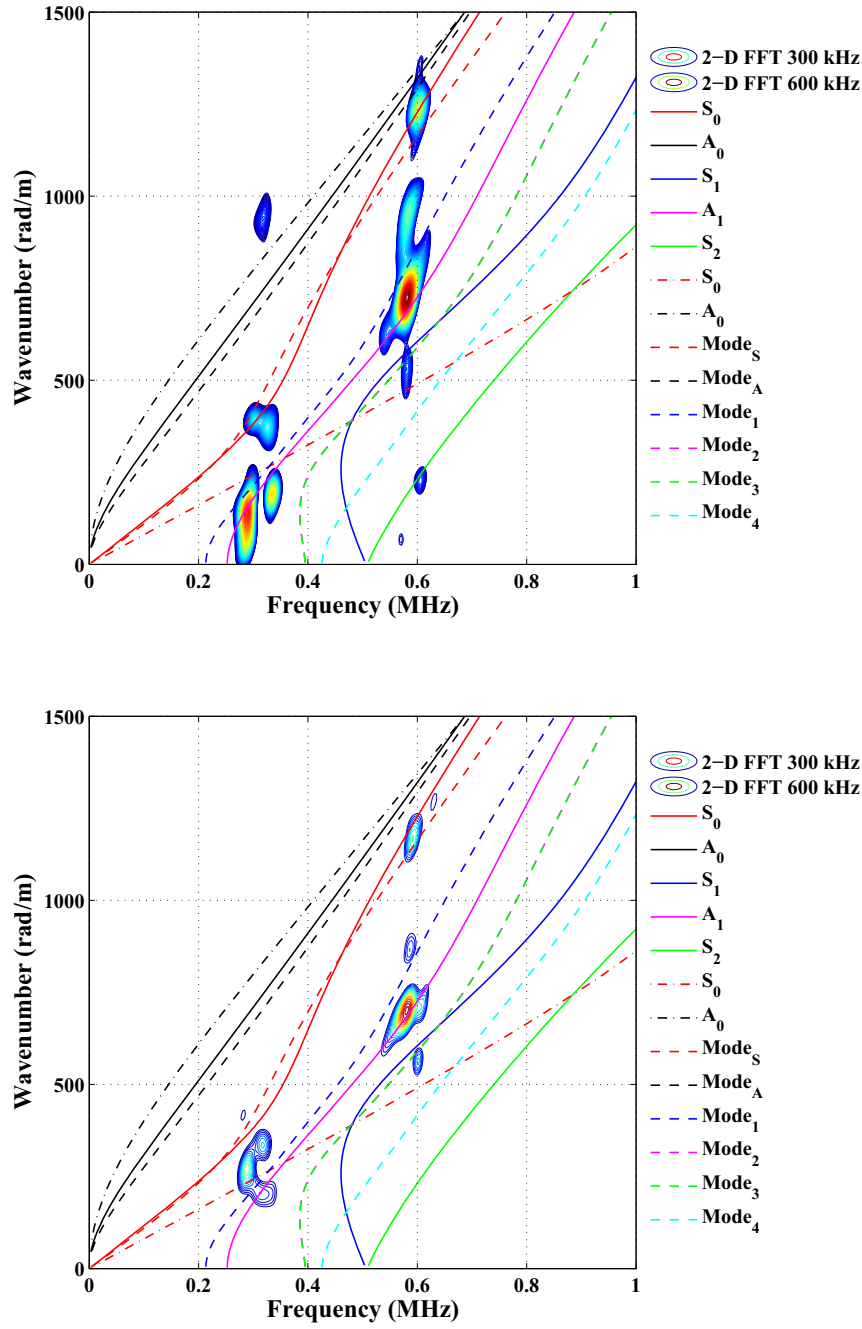 1500
1000
500
0
Wavenumber (rad/m)
0 0.2 0.4 0.6 0.8 1
Frequency (MHz)
2−D FFT 300 kHz
2−D FFT 600 kHz
S0
A0
S1
A1
S2
S0
A0
ModeS
ModeA
Mode1
Mode2
Mode3
Mode4
1500
1000
500
0
Wavenumber (rad/m)
0 0.2 0.4 0.6 0.8 1
Frequency (MHz)
2−D FFT 300 kHz
2−D FFT 600 kHz
S0
A0
S1
A1
S2
S0
A0
ModeS
ModeA
Mode1
Mode2
Mode3
Mode4